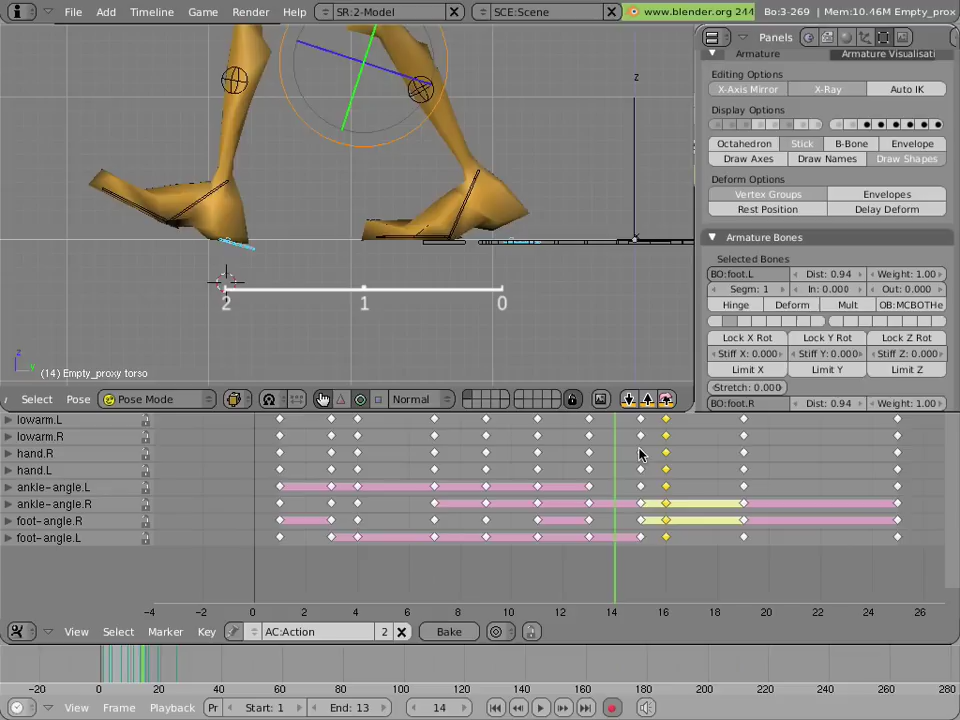 File Add Timeline Game Render Help SR:2-Model SCE:Scene www.blender.org 244 Bo:3-269 | Mem:10.46M Empty_prox
Panels
Armature Armature Visualisati
Editing Options
X-Axis Mirror X-Ray Auto IK
Display Options
Octahedron Stick B-Bone Envelope
Draw Axes Draw Names Draw Shapes
Deform Options
Vertex Groups Envelopes
Rest Position Delay Deform
Armature Bones
Selected Bones
BO:foot.L Dist: 0.94 Weight: 1.00
Segm: 1 In: 0.000 Out: 0.000
Hinge Deform Mult OB:MCBOTHe
Lock X Rot Lock Y Rot Lock Z Rot
Stiff X: 0.000 Stiff Y: 0.000 Stiff Z: 0.000
Limit X Limit Y Limit Z
Stretch: 0.000
BO:foot.R Dist: 0.94 Weight: 1.00
z
2 1 0
z
y
(14) Empty_proxy torso
Select Pose Pose Mode Normal
lowarm.L
lowarm.R
hand.R
hand.L
ankle-angle.L
ankle-angle.R
foot-angle.R
foot-angle.L
-4 -2 0 2 4 6 8 10 12 14 16 18 20 22 24 26
View Select Marker Key AC:Action 2 Bake
-20 0 20 40 60 80 100 120 140 160 180 200 220 240 260 280
View Frame Playback Pr Start: 1 End: 13 14